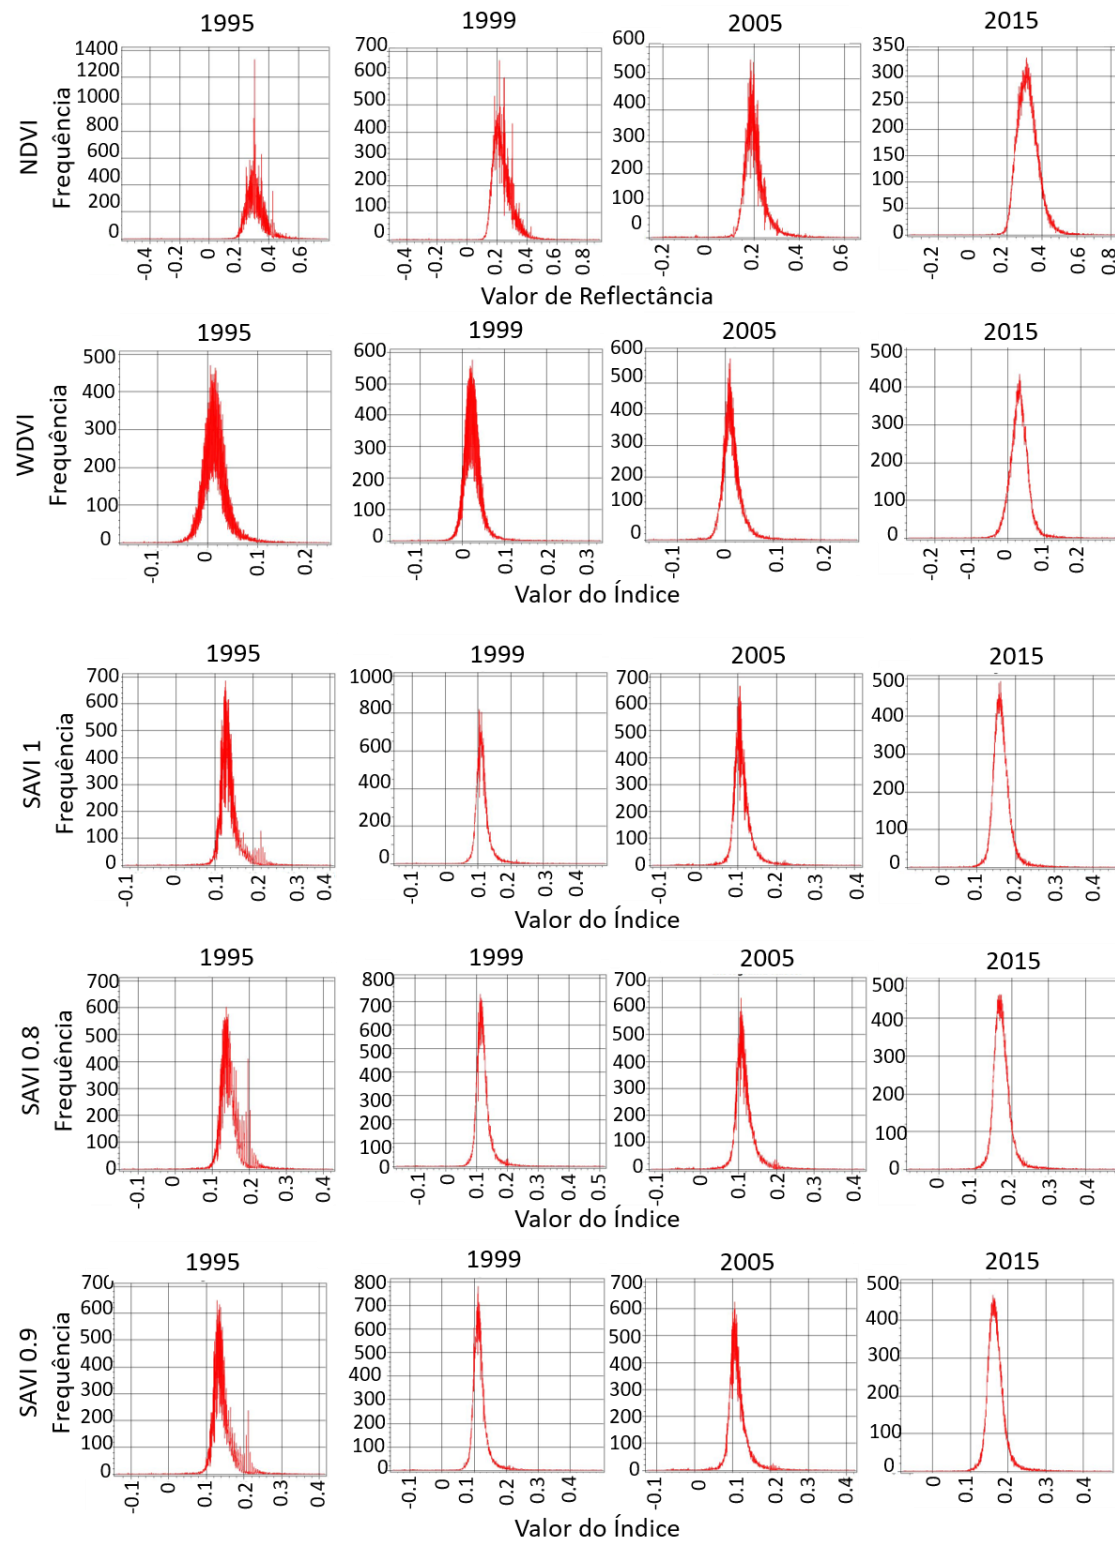 1995 1999 2005 2015
NDVI
Frequência
1400 1200 1000 800 600 400 200 0
-0.4 -0.2 0 0.2 0.4 0.6
700 600 500 400 300 200 100 0
-0.4 -0.2 0 0.2 0.4 0.6 0.8
600 500 400 300 200 100 0
-0.2 0 0.2 0.4 0.6
350 300 250 200 150 100 50 0
-0.2 0 0.2 0.4 0.6 0.8
Valor de Reflectância
1995 1999 2005 2015
WDVI
Frequência
500 400 300 200 100 0
-0.1 0 0.1 0.2
600 500 400 300 200 100 0
-0.1 0 0.1 0.2 0.3
600 500 400 300 200 100 0
-0.1 0 0.1 0.2
500 400 300 200 100 0
-0.2 -0.1 0 0.1 0.2
Valor do Índice
1995 1999 2005 2015
SAVI 1
Frequência
700 600 500 400 300 200 100 0
-0.1 0 0.1 0.2 0.3 0.4
1000 800 600 400 200 0
-0.1 0 0.1 0.2 0.3 0.4
700 600 500 400 300 200 100 0
-0.1 0 0.1 0.2 0.3 0.4
500 400 300 200 100 0
0 0.1 0.2 0.3 0.4
Valor do Índice
1995 1999 2005 2015
SAVI 0.8
Frequência
700 600 500 400 300 200 100 0
-0.1 0 0.1 0.2 0.3 0.4
800 700 600 500 400 300 200 100 0
-0.1 0 0.1 0.2 0.3 0.4 0.5
700 600 500 400 300 200 100 0
-0.1 0 0.1 0.2 0.3 0.4
500 400 300 200 100 0
0 0.1 0.2 0.3 0.4
Valor do Índice
1995 1999 2005 2015
SAVI 0.9
Frequência
700 600 500 400 300 200 100 0
-0.1 0 0.1 0.2 0.3 0.4
800 700 600 500 400 300 200 100 0
-0.1 0 0.1 0.2 0.3 0.4
700 600 500 400 300 200 100 0
-0.1 0 0.1 0.2 0.3 0.4
500 400 300 200 100 0
0 0.1 0.2 0.3 0.4
Valor do Índice